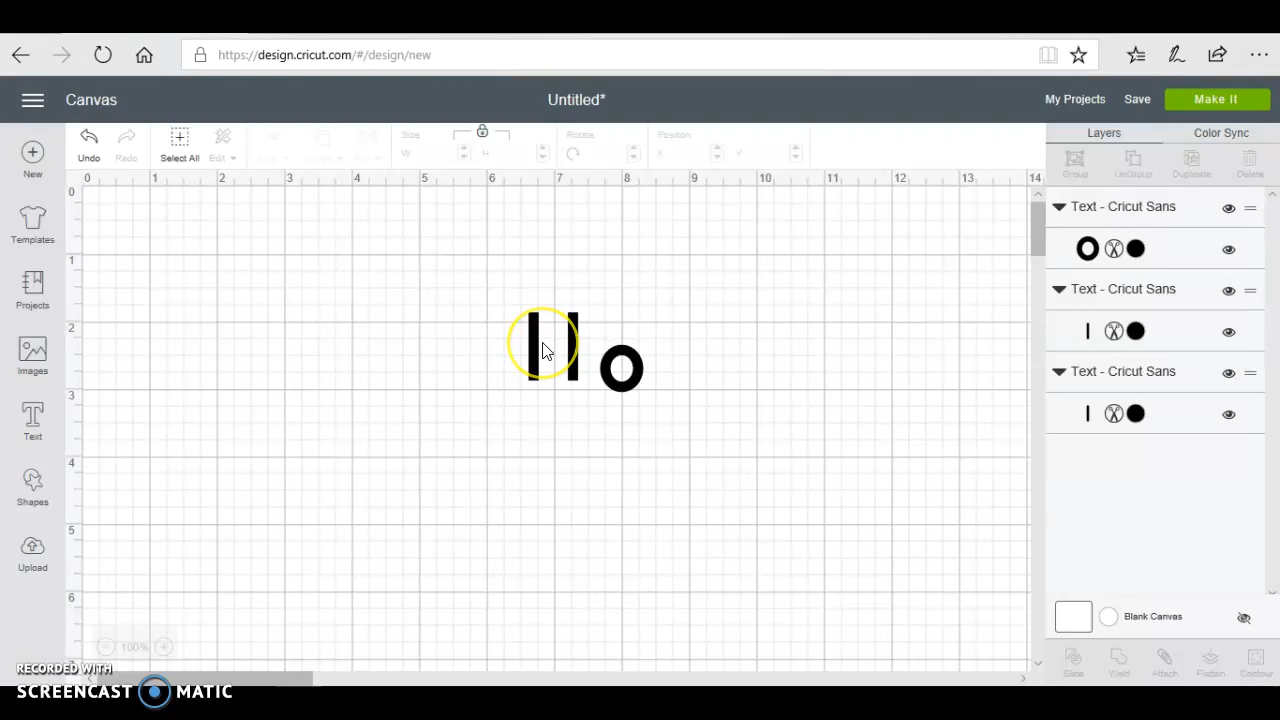 https://design.cricut.com/#/design/new
Canvas
Untitled*
My Projects
Save
Make It
Undo
Redo
Select All
Edit
Size
W
H
Rotate
Position
X
Y
Layers
Color Sync
Group
UnGroup
Duplicate
Delete
New
Templates
Projects
Images
Text
Shapes
Upload
0 1 2 3 4 5 6 7 8 9 10 11 12 13 14
0
1
2
3
4
5
6
l l o
Text - Cricut Sans
o
Text - Cricut Sans
l
Text - Cricut Sans
l
Blank Canvas
100%
Slice
Weld
Attach
Flatten
Contour
RECORDED WITH
SCREENCAST MATIC